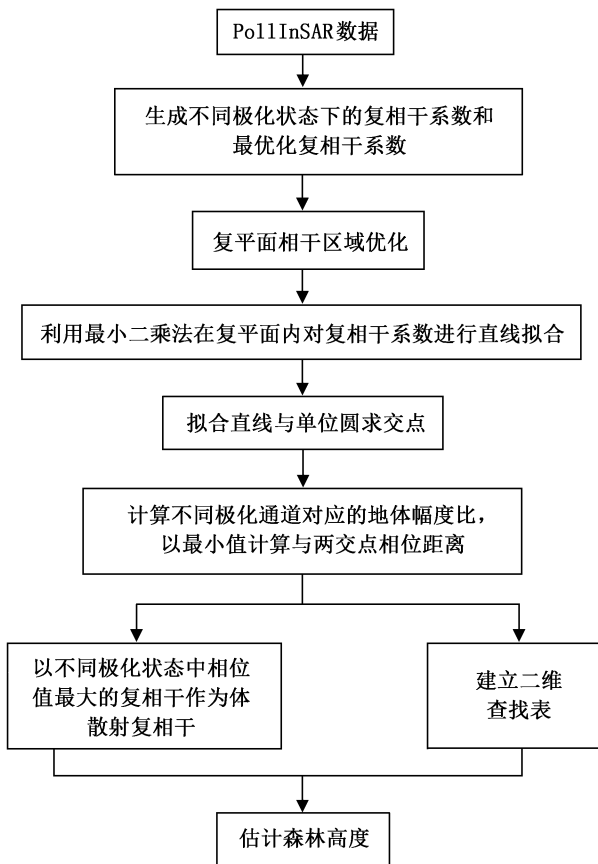 PollInSAR数据
生成不同极化状态下的复相干系数和
最优化复相干系数
复平面相干区域优化
利用最小二乘法在复平面内对复相干系数进行直线拟合
拟合直线与单位圆求交点
计算不同极化通道对应的地体幅度比,
以最小值计算与两交点相位距离
以不同极化状态中相位
值最大的复相干作为体
散射复相干
建立二维
查找表
估计森林高度